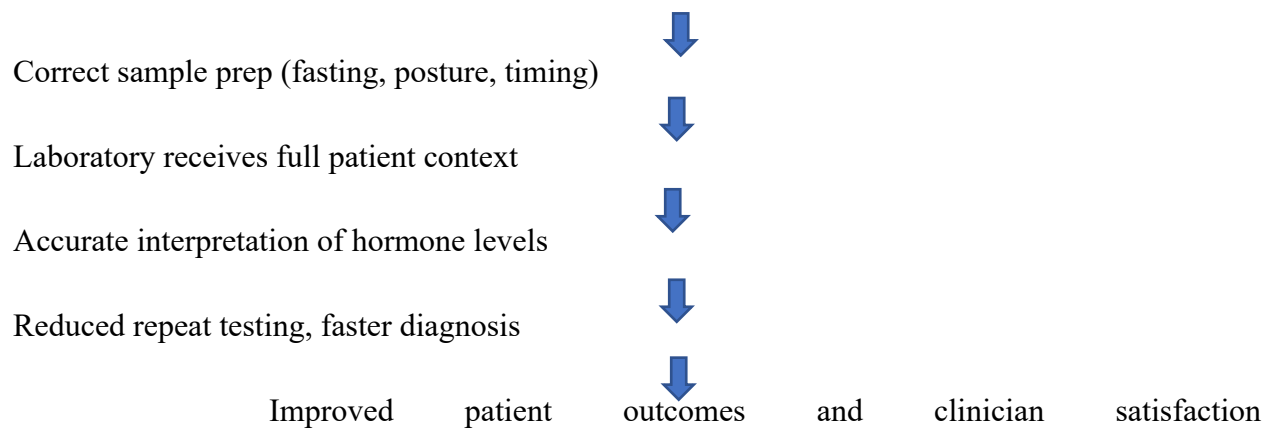 Correct sample prep (fasting, posture, timing)
Laboratory receives full patient context
Accurate interpretation of hormone levels
Reduced repeat testing, faster diagnosis
Improved patient outcomes and clinician satisfaction